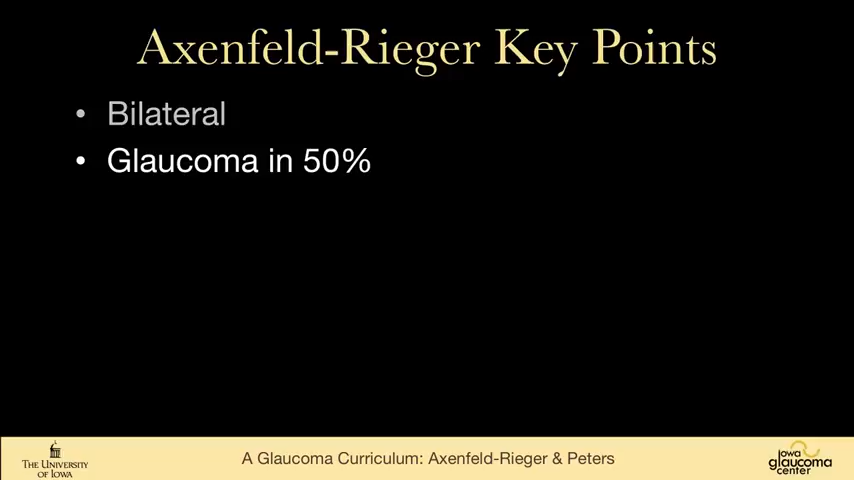 Axenfeld-Rieger Key Points
• Bilateral
• Glaucoma in 50%
THE UNIVERSITY
OF IOWA
A Glaucoma Curriculum: Axenfeld-Rieger & Peters
iowa
glaucoma
center